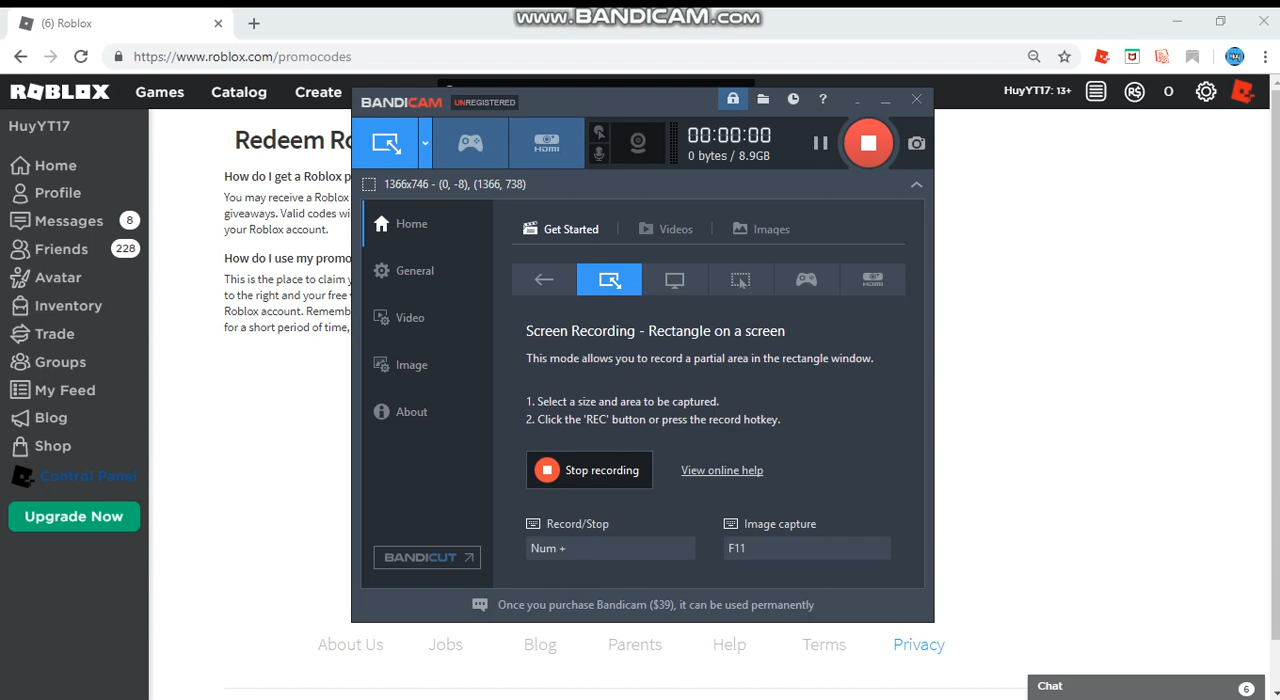 (6) Roblox
www.BANDICAM.com
https://www.roblox.com/promocodes
ROBLOX
Games
Catalog
Create
HuyYT17: 13+
0
HuyYT17
Home
Profile
Messages 8
Friends 228
Avatar
Inventory
Trade
Groups
My Feed
Blog
Shop
Control Panel
Upgrade Now
Redeem Ro
How do I get a Roblox p
You may receive a Roblox
giveaways. Valid codes wi
your Roblox account.
How do I use my promo
This is the place to claim y
to the right and your free v
Roblox account. Rememb
for a short period of time,
BANDICAM UNREGISTERED
?
HDMI
00:00:00
0 bytes / 8.9GB
1366x746 - (0, -8), (1366, 738)
Home
General
Video
Image
About
BANDICUT
Get Started
Videos
Images
HDMI
Screen Recording - Rectangle on a screen
This mode allows you to record a partial area in the rectangle window.
1. Select a size and area to be captured.
2. Click the 'REC' button or press the record hotkey.
Stop recording
View online help
Record/Stop
Num +
Image capture
F11
Once you purchase Bandicam ($39), it can be used permanently
About Us
Jobs
Blog
Parents
Help
Terms
Privacy
Chat 6